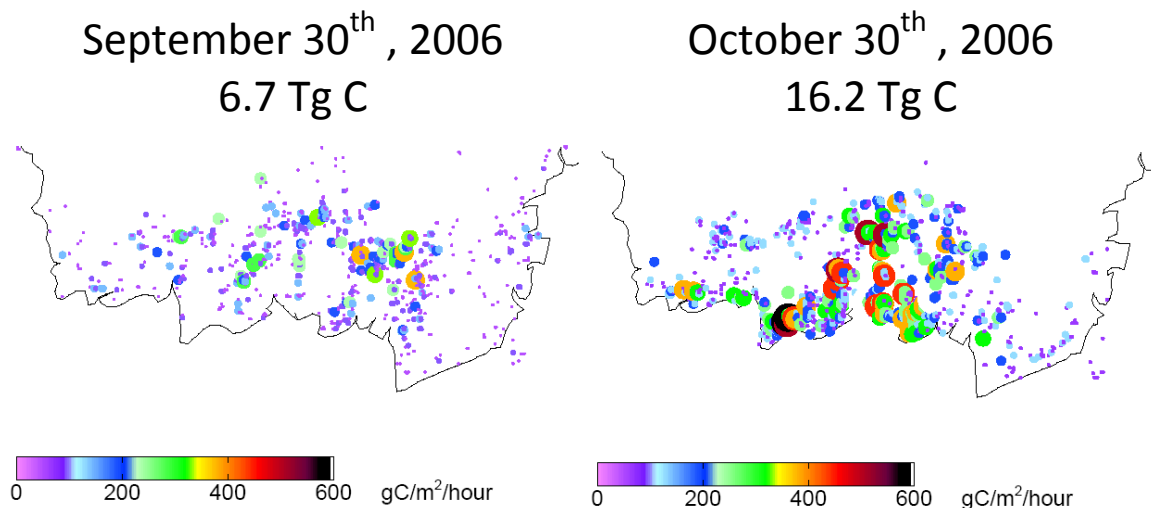 September 30th , 2006
6.7 Tg C
October 30th , 2006
16.2 Tg C
0 200 400 600 gC/m²/hour
0 200 400 600 gC/m²/hour